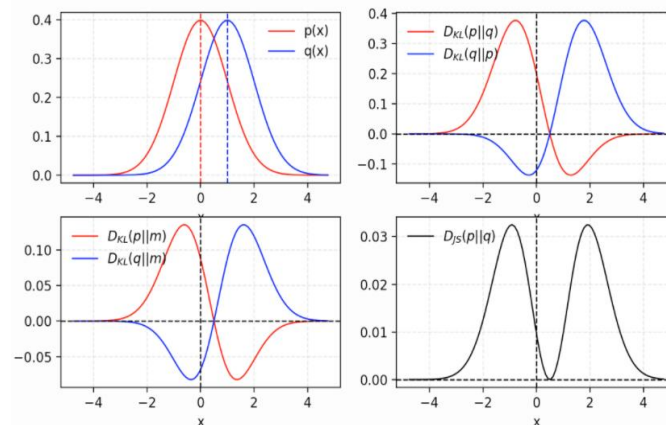 p(x)
q(x)
0.4
0.3
0.2
0.1
0.0
−4 −2 0 2 4
D_KL(p||q)
D_KL(q||p)
0.4
0.3
0.2
0.1
0.0
−0.1
−4 −2 0 2 4
D_KL(p||m)
D_KL(q||m)
0.10
0.05
0.00
−0.05
−4 −2 0 2 4
x
D_JS(p||q)
0.03
0.02
0.01
0.00
−4 −2 0 2 4
x